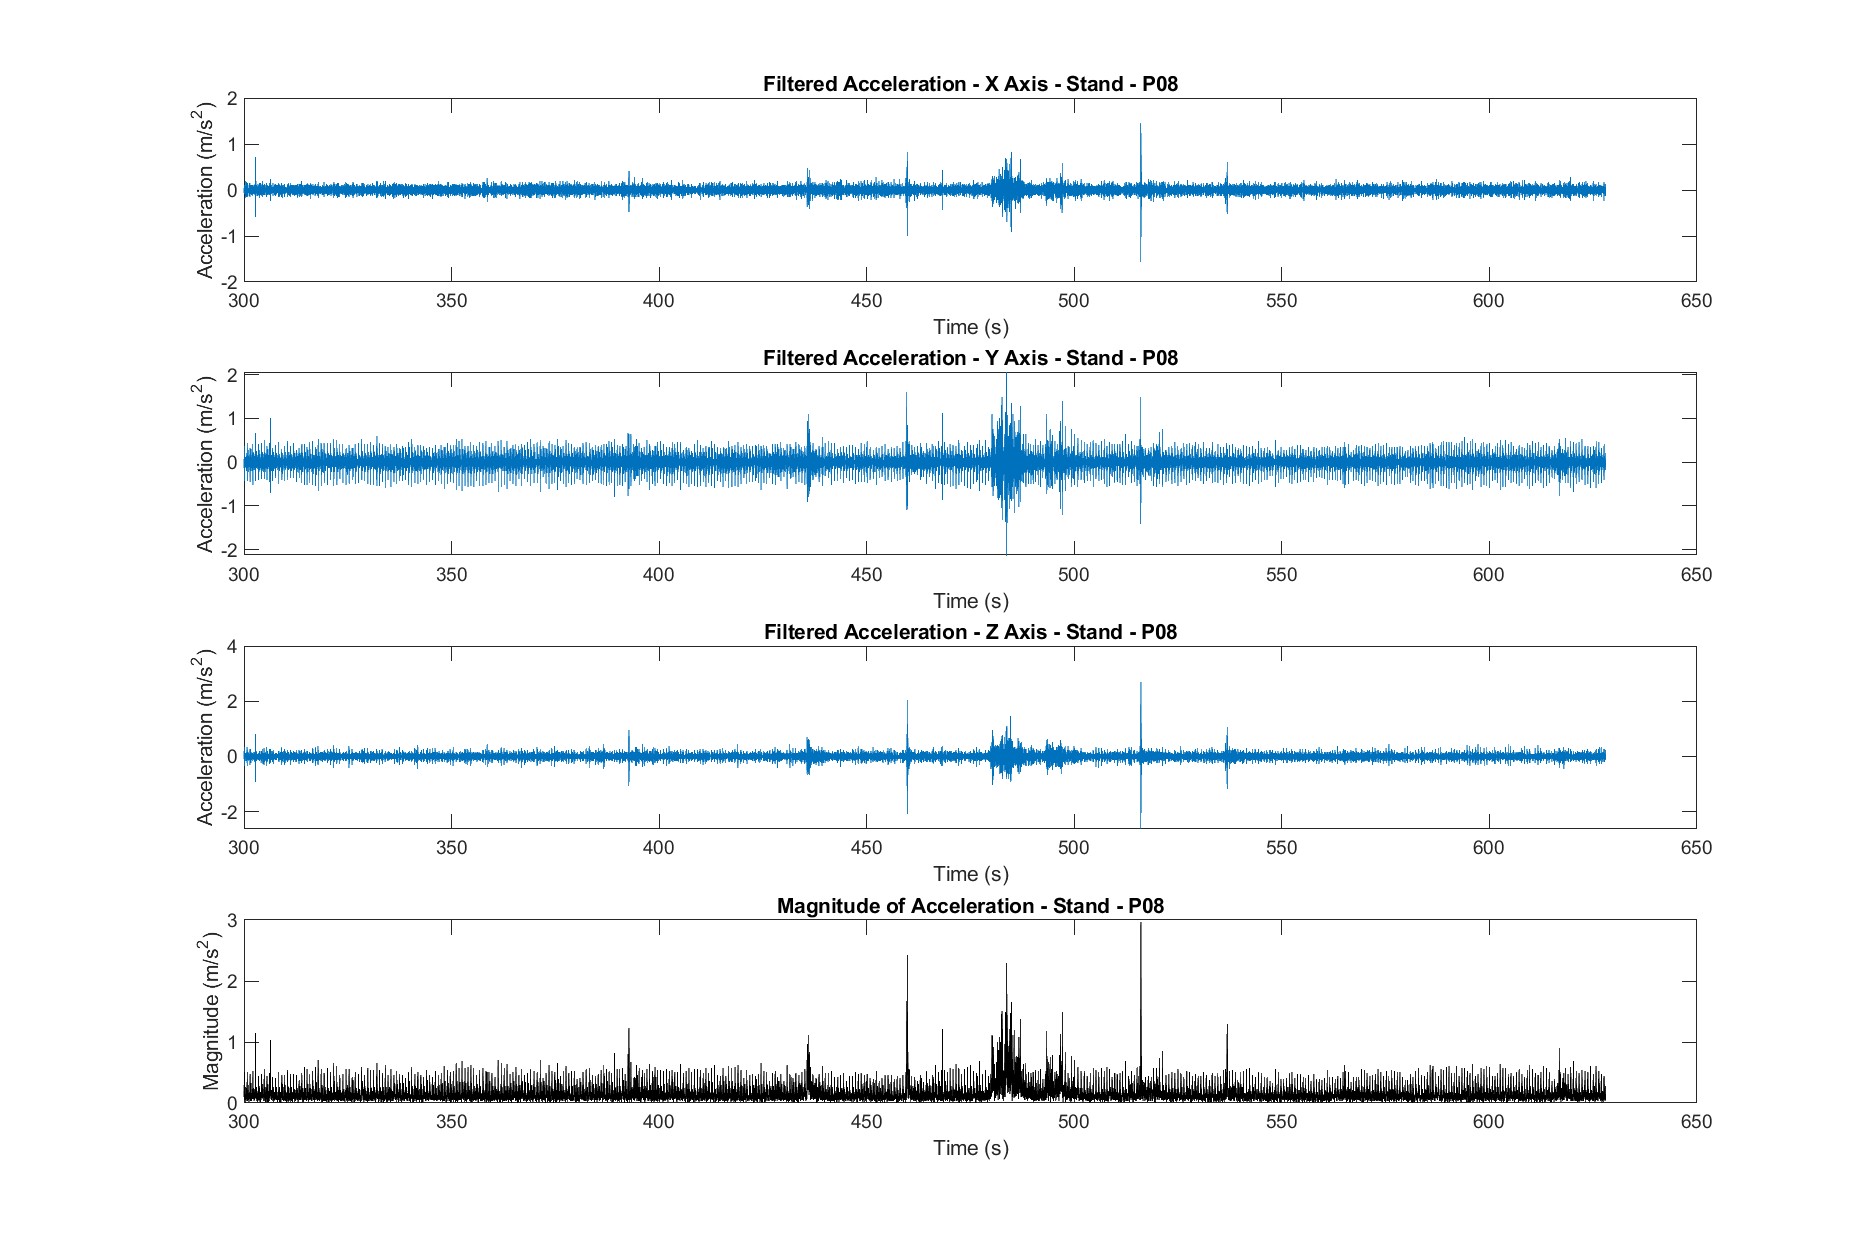 Filtered Acceleration - X Axis - Stand - P08
Acceleration (m/s²)
2
1
0
-1
-2
300 350 400 450 500 550 600 650
Time (s)
Filtered Acceleration - Y Axis - Stand - P08
Acceleration (m/s²)
2
1
0
-1
-2
300 350 400 450 500 550 600 650
Time (s)
Filtered Acceleration - Z Axis - Stand - P08
Acceleration (m/s²)
4
2
0
-2
300 350 400 450 500 550 600 650
Time (s)
Magnitude of Acceleration - Stand - P08
Magnitude (m/s²)
3
2
1
0
300 350 400 450 500 550 600 650
Time (s)